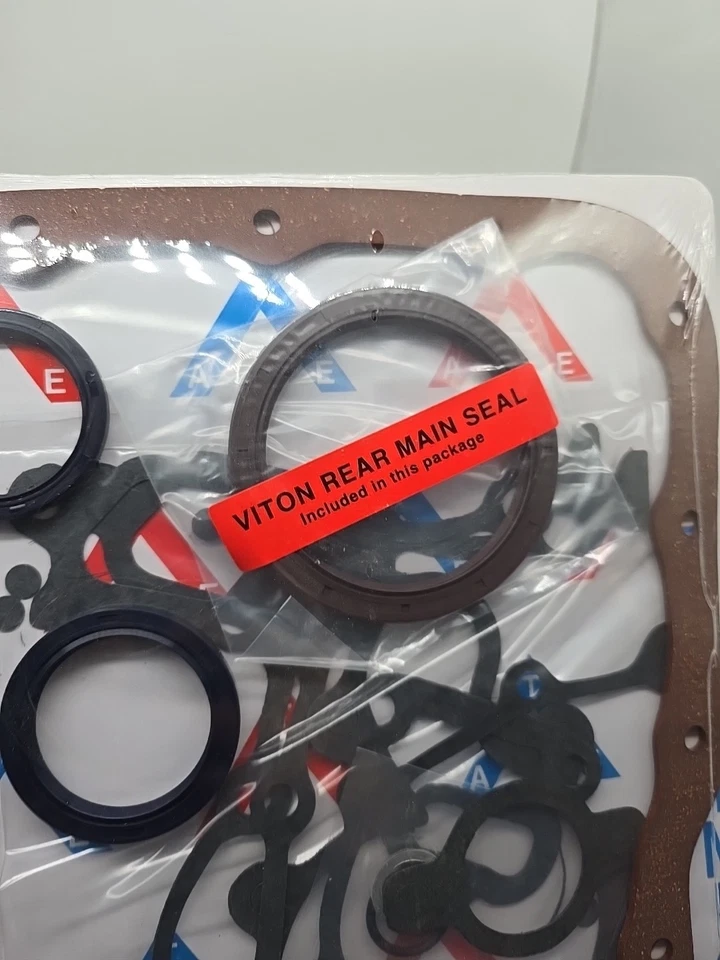 A E
E
E
VITON REAR MAIN SEAL
Included in this package
A